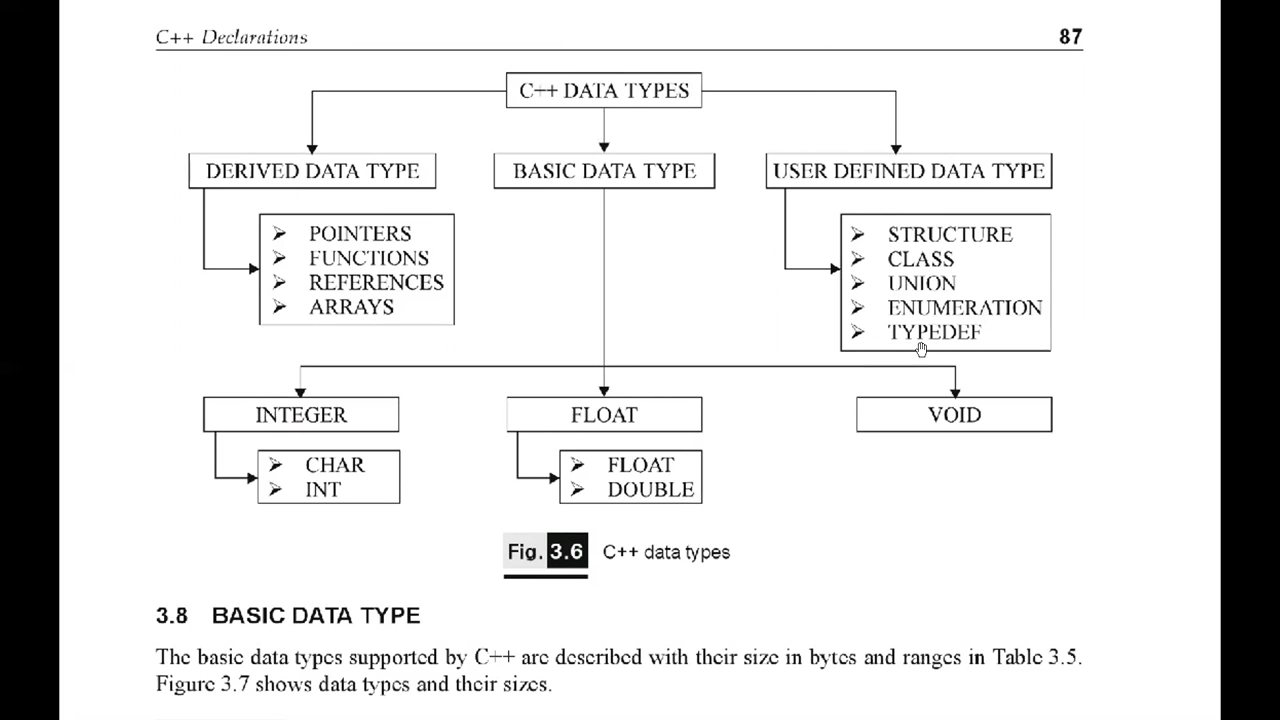 C++ Declarations 87
C++ DATA TYPES
DERIVED DATA TYPE
BASIC DATA TYPE
USER DEFINED DATA TYPE
➢ POINTERS
➢ FUNCTIONS
➢ REFERENCES
➢ ARRAYS
➢ STRUCTURE
➢ CLASS
➢ UNION
➢ ENUMERATION
➢ TYPEDEF
INTEGER
FLOAT
VOID
➢ CHAR
➢ INT
➢ FLOAT
➢ DOUBLE
Fig. 3.6 C++ data types
3.8 BASIC DATA TYPE
The basic data types supported by C++ are described with their size in bytes and ranges in Table 3.5.
Figure 3.7 shows data types and their sizes.